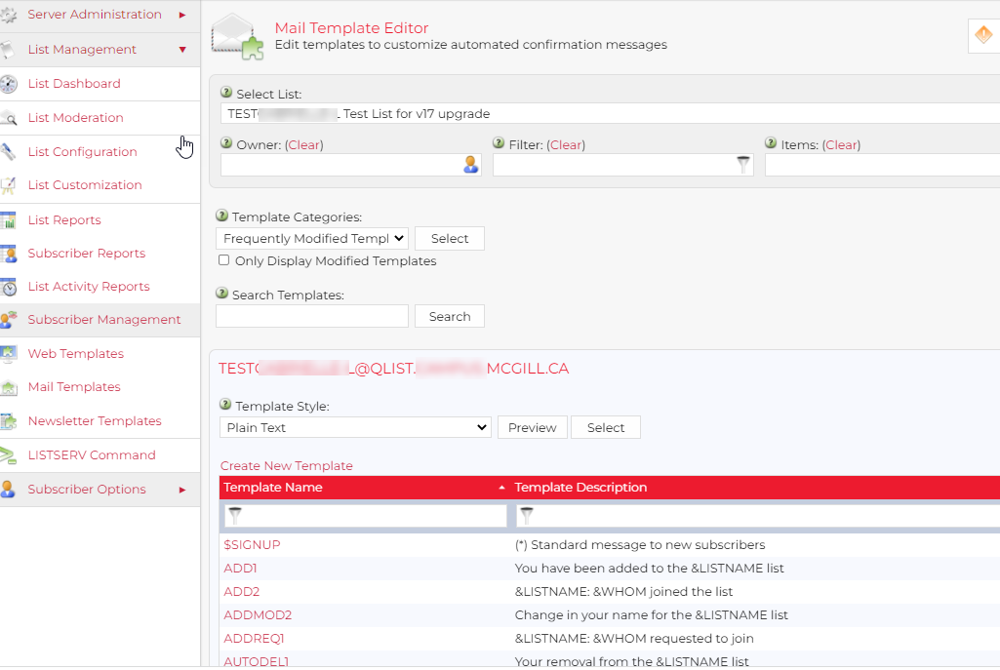 Server Administration
List Management
List Dashboard
List Moderation
List Configuration
List Customization
List Reports
Subscriber Reports
List Activity Reports
Subscriber Management
Web Templates
Mail Templates
Newsletter Templates
LISTSERV Command
Subscriber Options
Mail Template Editor
Edit templates to customize automated confirmation messages
Select List:
TEST L Test List for v17 upgrade
Owner: (Clear) Filter: (Clear) Items: (Clear)
Template Categories:
Frequently Modified Templ Select
Only Display Modified Templates
Search Templates:
Search
TEST L@QLIST. MCGILL.CA
Template Style:
Plain Text Preview Select
Create New Template
Template Name Template Description
$SIGNUP (*) Standard message to new subscribers
ADD1 You have been added to the &LISTNAME list
ADD2 &LISTNAME: &WHOM joined the list
ADDMOD2 Change in your name for the &LISTNAME list
ADDREQ1 &LISTNAME: &WHOM requested to join
AUTODEL1 Your removal from the &LISTNAME list